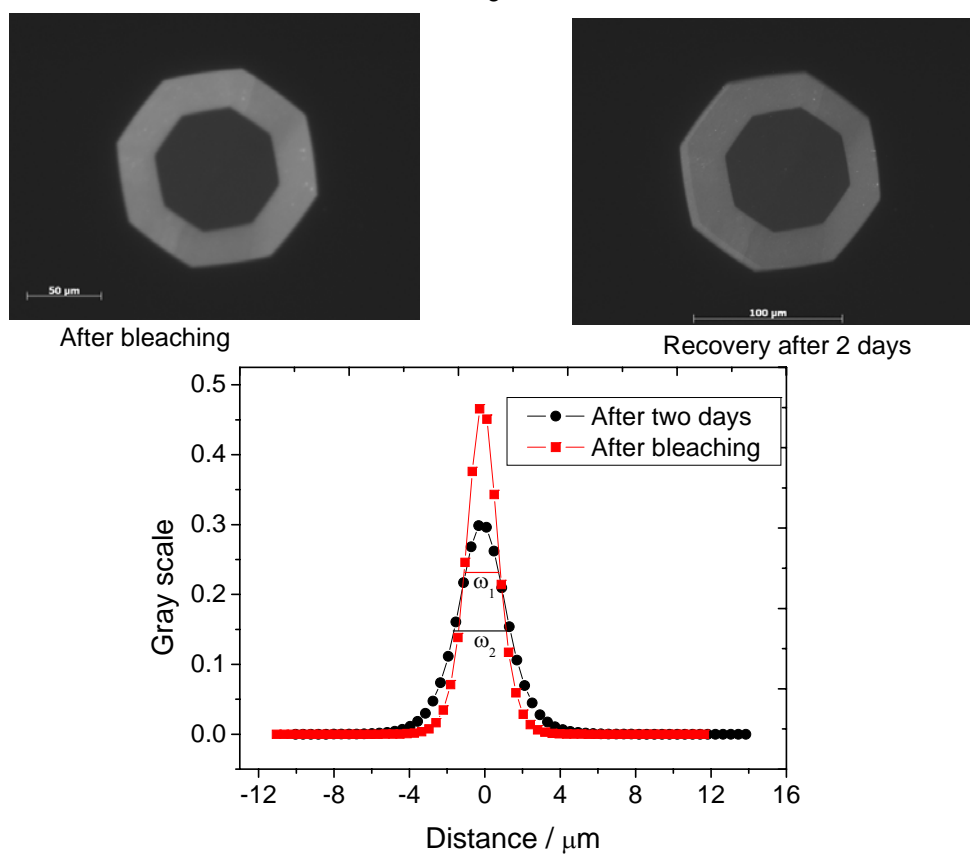 50 µm
100 µm
After bleaching
Recovery after 2 days
0.5
0.4
0.3
0.2
0.1
0.0
After two days
After bleaching
ω1
ω2
Gray scale
-12 -8 -4 0 4 8 12 16
Distance / µm